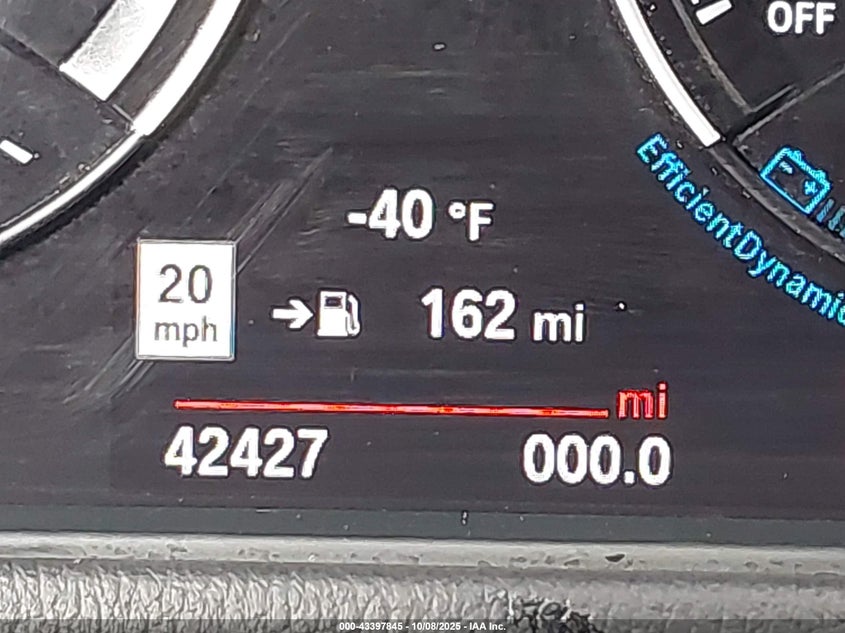 OFF
EfficientDynamic
-40 °F
20
mph
162 mi
mi
42427 000.0
000-43397845 - 10/08/2025 - IAA Inc.